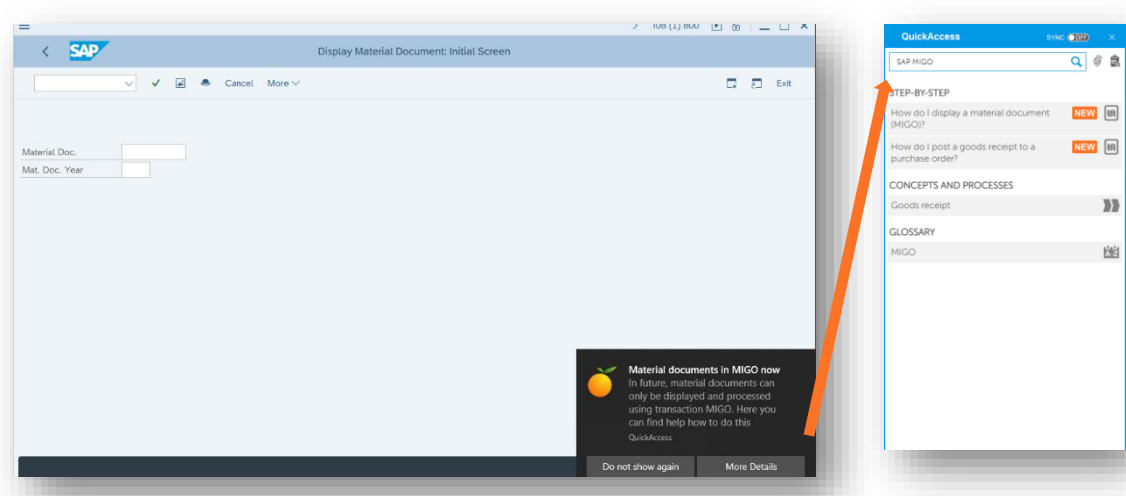 108 (1) 800
SAP
Display Material Document: Initial Screen
Cancel More
Exit
Material Doc.
Mat. Doc. Year
Material documents in MIGO now
In future, material documents can
only be displayed and processed
using transaction MIGO. Here you
can find help how to do this
QuickAccess
Do not show again
More Details
QuickAccess
SYNC OFF
SAP MIGO
STEP-BY-STEP
How do I display a material document
(MIGO)?
NEW
How do I post a goods receipt to a
purchase order?
NEW
CONCEPTS AND PROCESSES
Goods receipt
GLOSSARY
MIGO